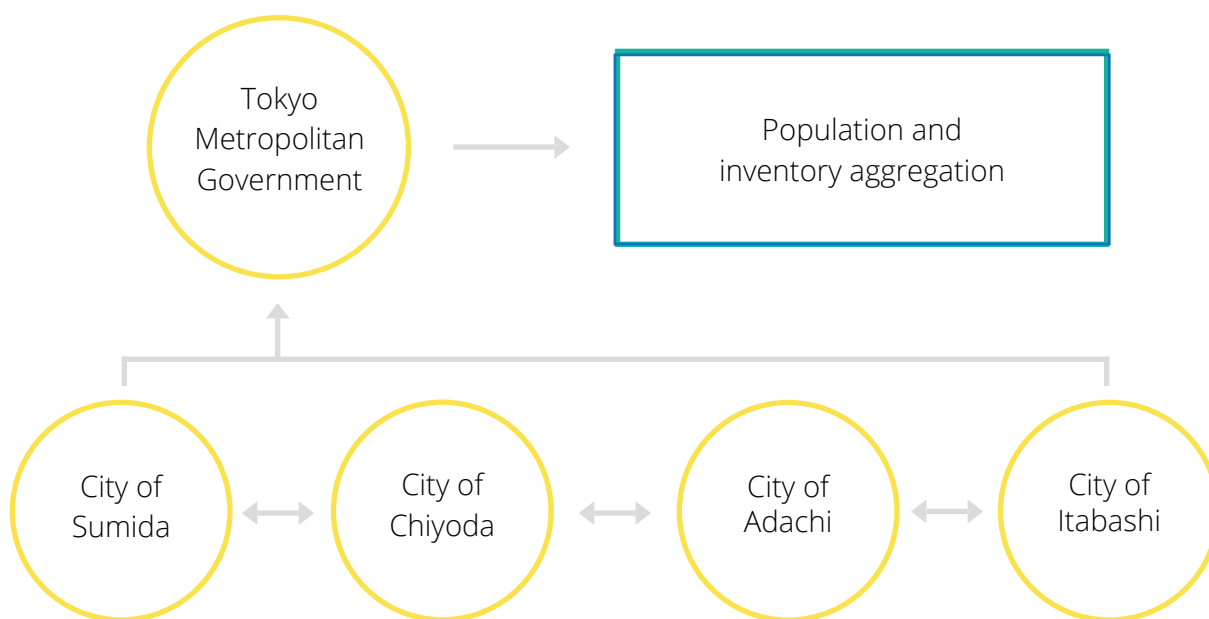 Tokyo
Metropolitan
Government
Population and
inventory aggregation
City of
Sumida
City of
Chiyoda
City of
Adachi
City of
Itabashi